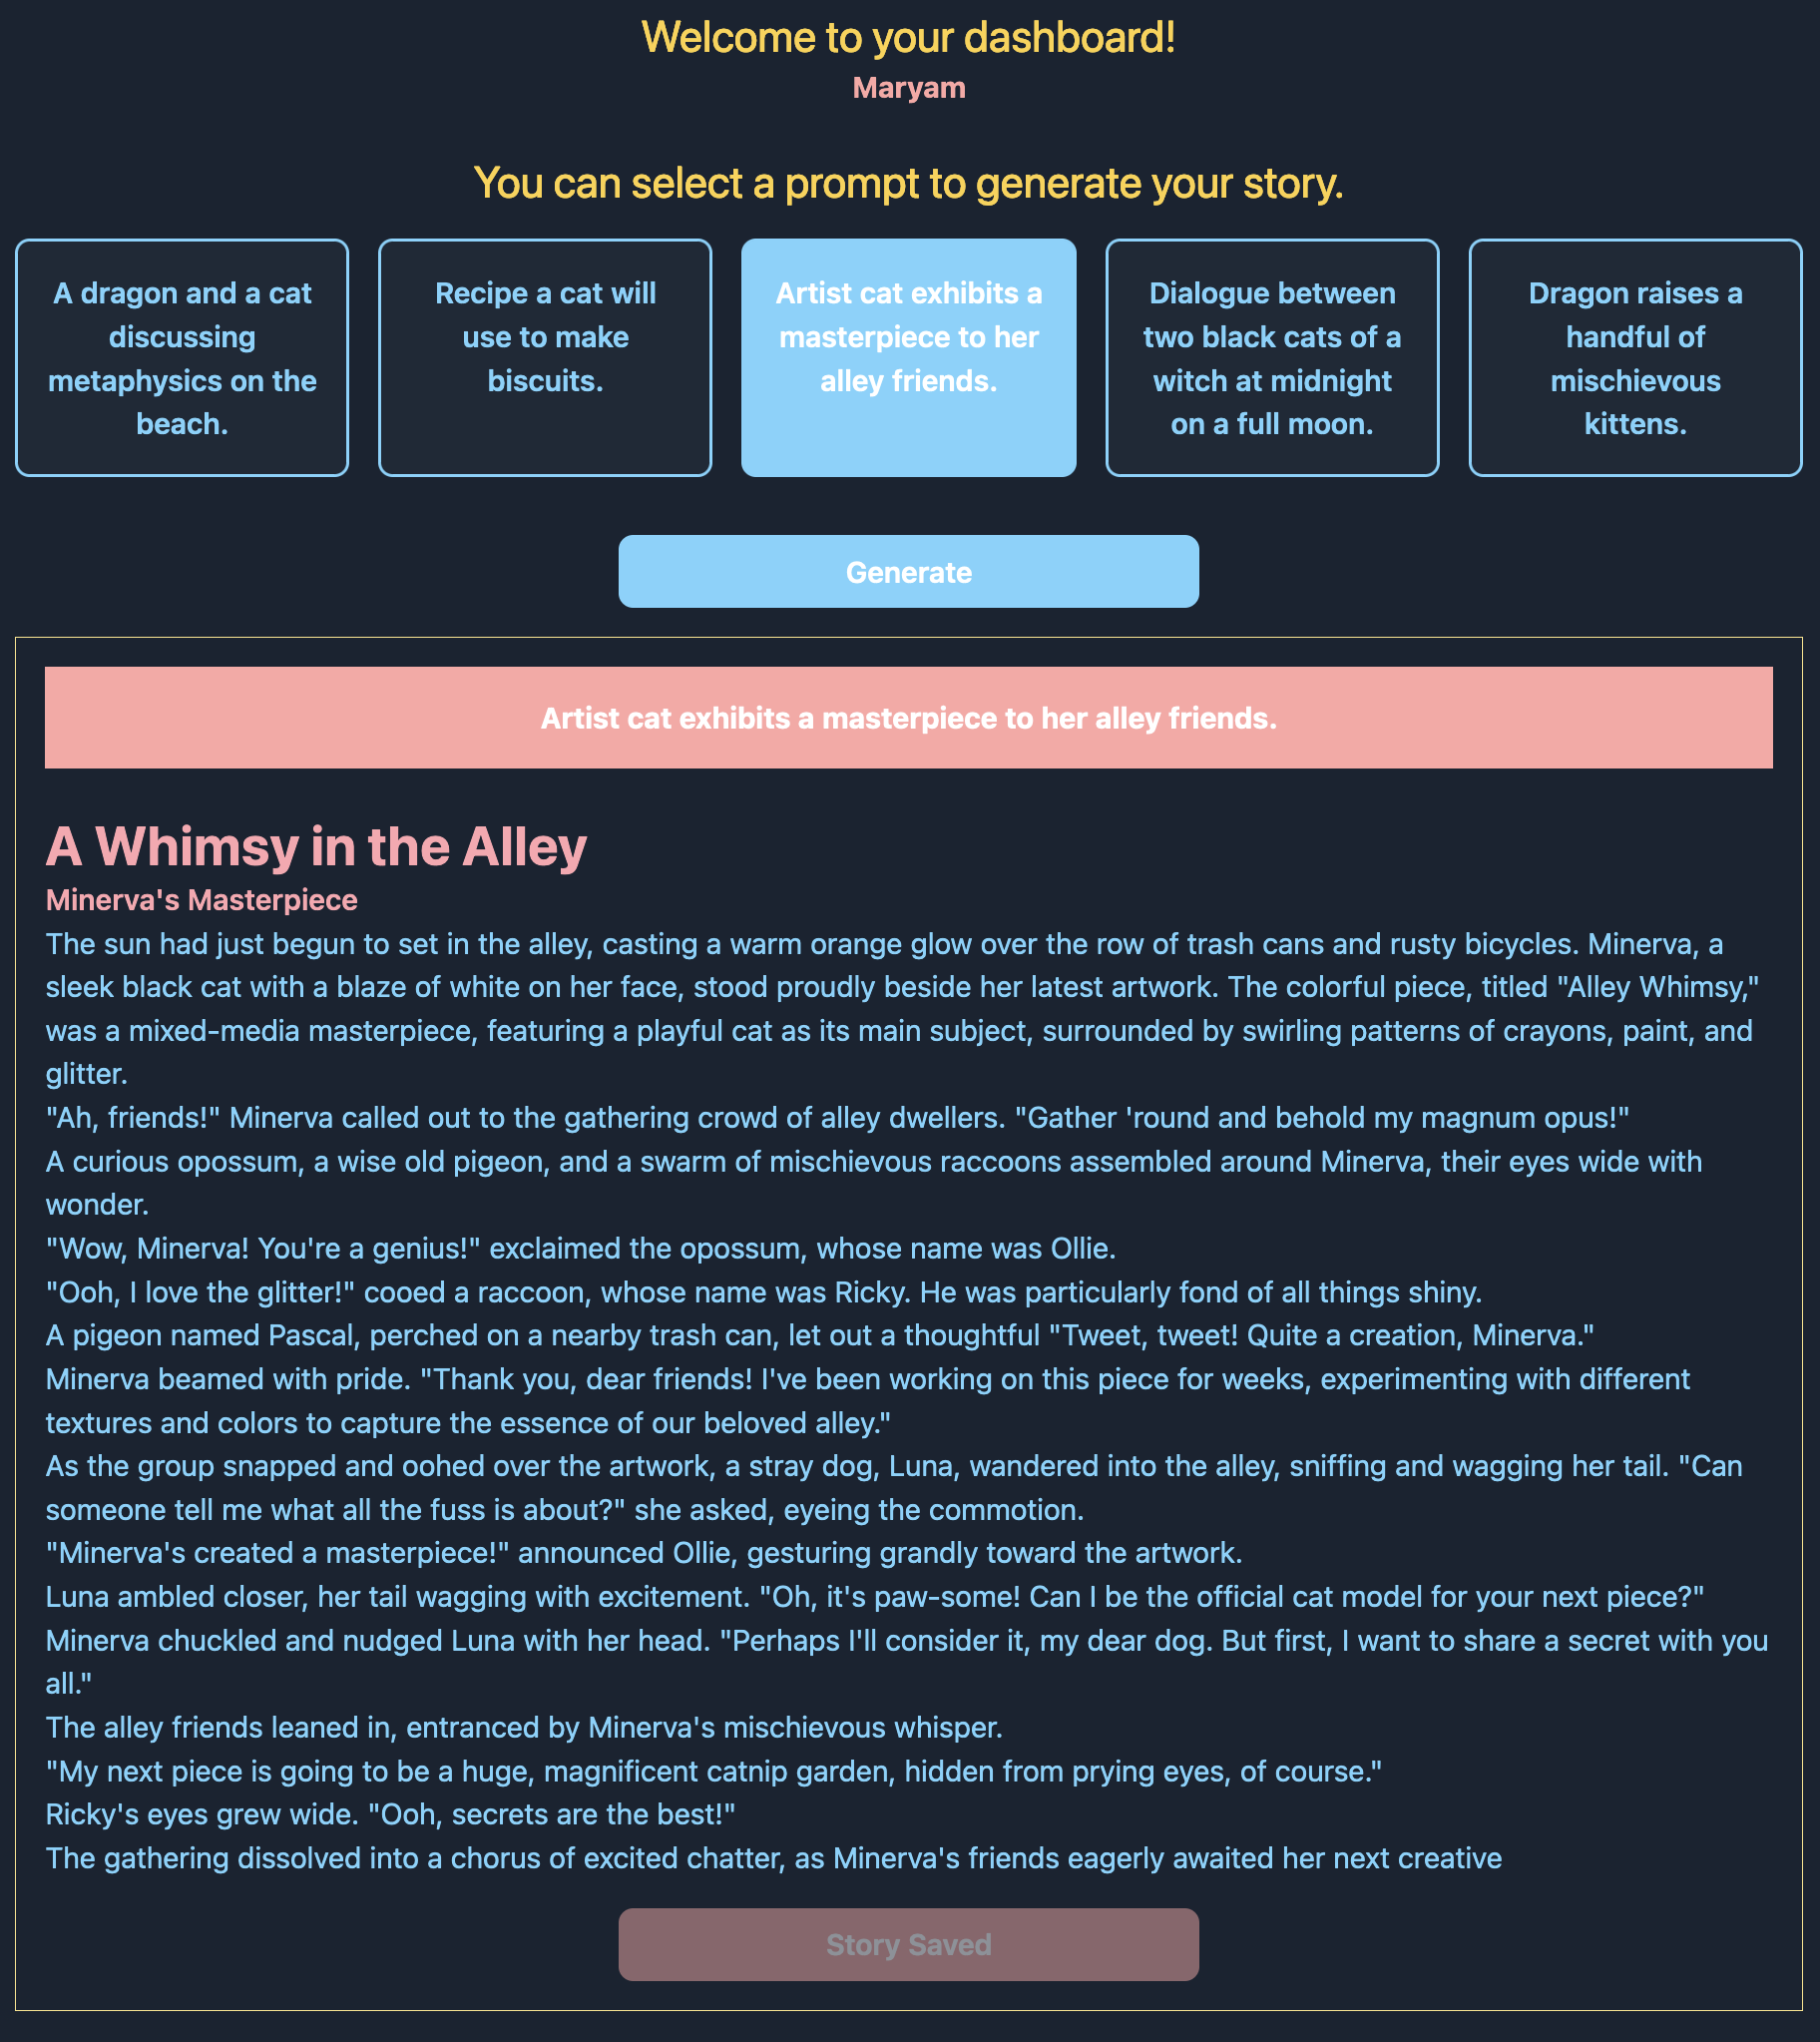 Welcome to your dashboard!
Maryam
You can select a prompt to generate your story.
A dragon and a cat
discussing
metaphysics on the
beach.
Recipe a cat will
use to make
biscuits.
Artist cat exhibits a
masterpiece to her
alley friends.
Dialogue between
two black cats of a
witch at midnight
on a full moon.
Dragon raises a
handful of
mischievous
kittens.
Generate
Artist cat exhibits a masterpiece to her alley friends.
A Whimsy in the Alley
Minerva's Masterpiece
The sun had just begun to set in the alley, casting a warm orange glow over the row of trash cans and rusty bicycles. Minerva, a
sleek black cat with a blaze of white on her face, stood proudly beside her latest artwork. The colorful piece, titled "Alley Whimsy,"
was a mixed-media masterpiece, featuring a playful cat as its main subject, surrounded by swirling patterns of crayons, paint, and
glitter.
"Ah, friends!" Minerva called out to the gathering crowd of alley dwellers. "Gather 'round and behold my magnum opus!"
A curious opossum, a wise old pigeon, and a swarm of mischievous raccoons assembled around Minerva, their eyes wide with
wonder.
"Wow, Minerva! You're a genius!" exclaimed the opossum, whose name was Ollie.
"Ooh, I love the glitter!" cooed a raccoon, whose name was Ricky. He was particularly fond of all things shiny.
A pigeon named Pascal, perched on a nearby trash can, let out a thoughtful "Tweet, tweet! Quite a creation, Minerva."
Minerva beamed with pride. "Thank you, dear friends! I've been working on this piece for weeks, experimenting with different
textures and colors to capture the essence of our beloved alley."
As the group snapped and oohed over the artwork, a stray dog, Luna, wandered into the alley, sniffing and wagging her tail. "Can
someone tell me what all the fuss is about?" she asked, eyeing the commotion.
"Minerva's created a masterpiece!" announced Ollie, gesturing grandly toward the artwork.
Luna ambled closer, her tail wagging with excitement. "Oh, it's paw-some! Can I be the official cat model for your next piece?"
Minerva chuckled and nudged Luna with her head. "Perhaps I'll consider it, my dear dog. But first, I want to share a secret with you
all."
The alley friends leaned in, entranced by Minerva's mischievous whisper.
"My next piece is going to be a huge, magnificent catnip garden, hidden from prying eyes, of course."
Ricky's eyes grew wide. "Ooh, secrets are the best!"
The gathering dissolved into a chorus of excited chatter, as Minerva's friends eagerly awaited her next creative
Story Saved